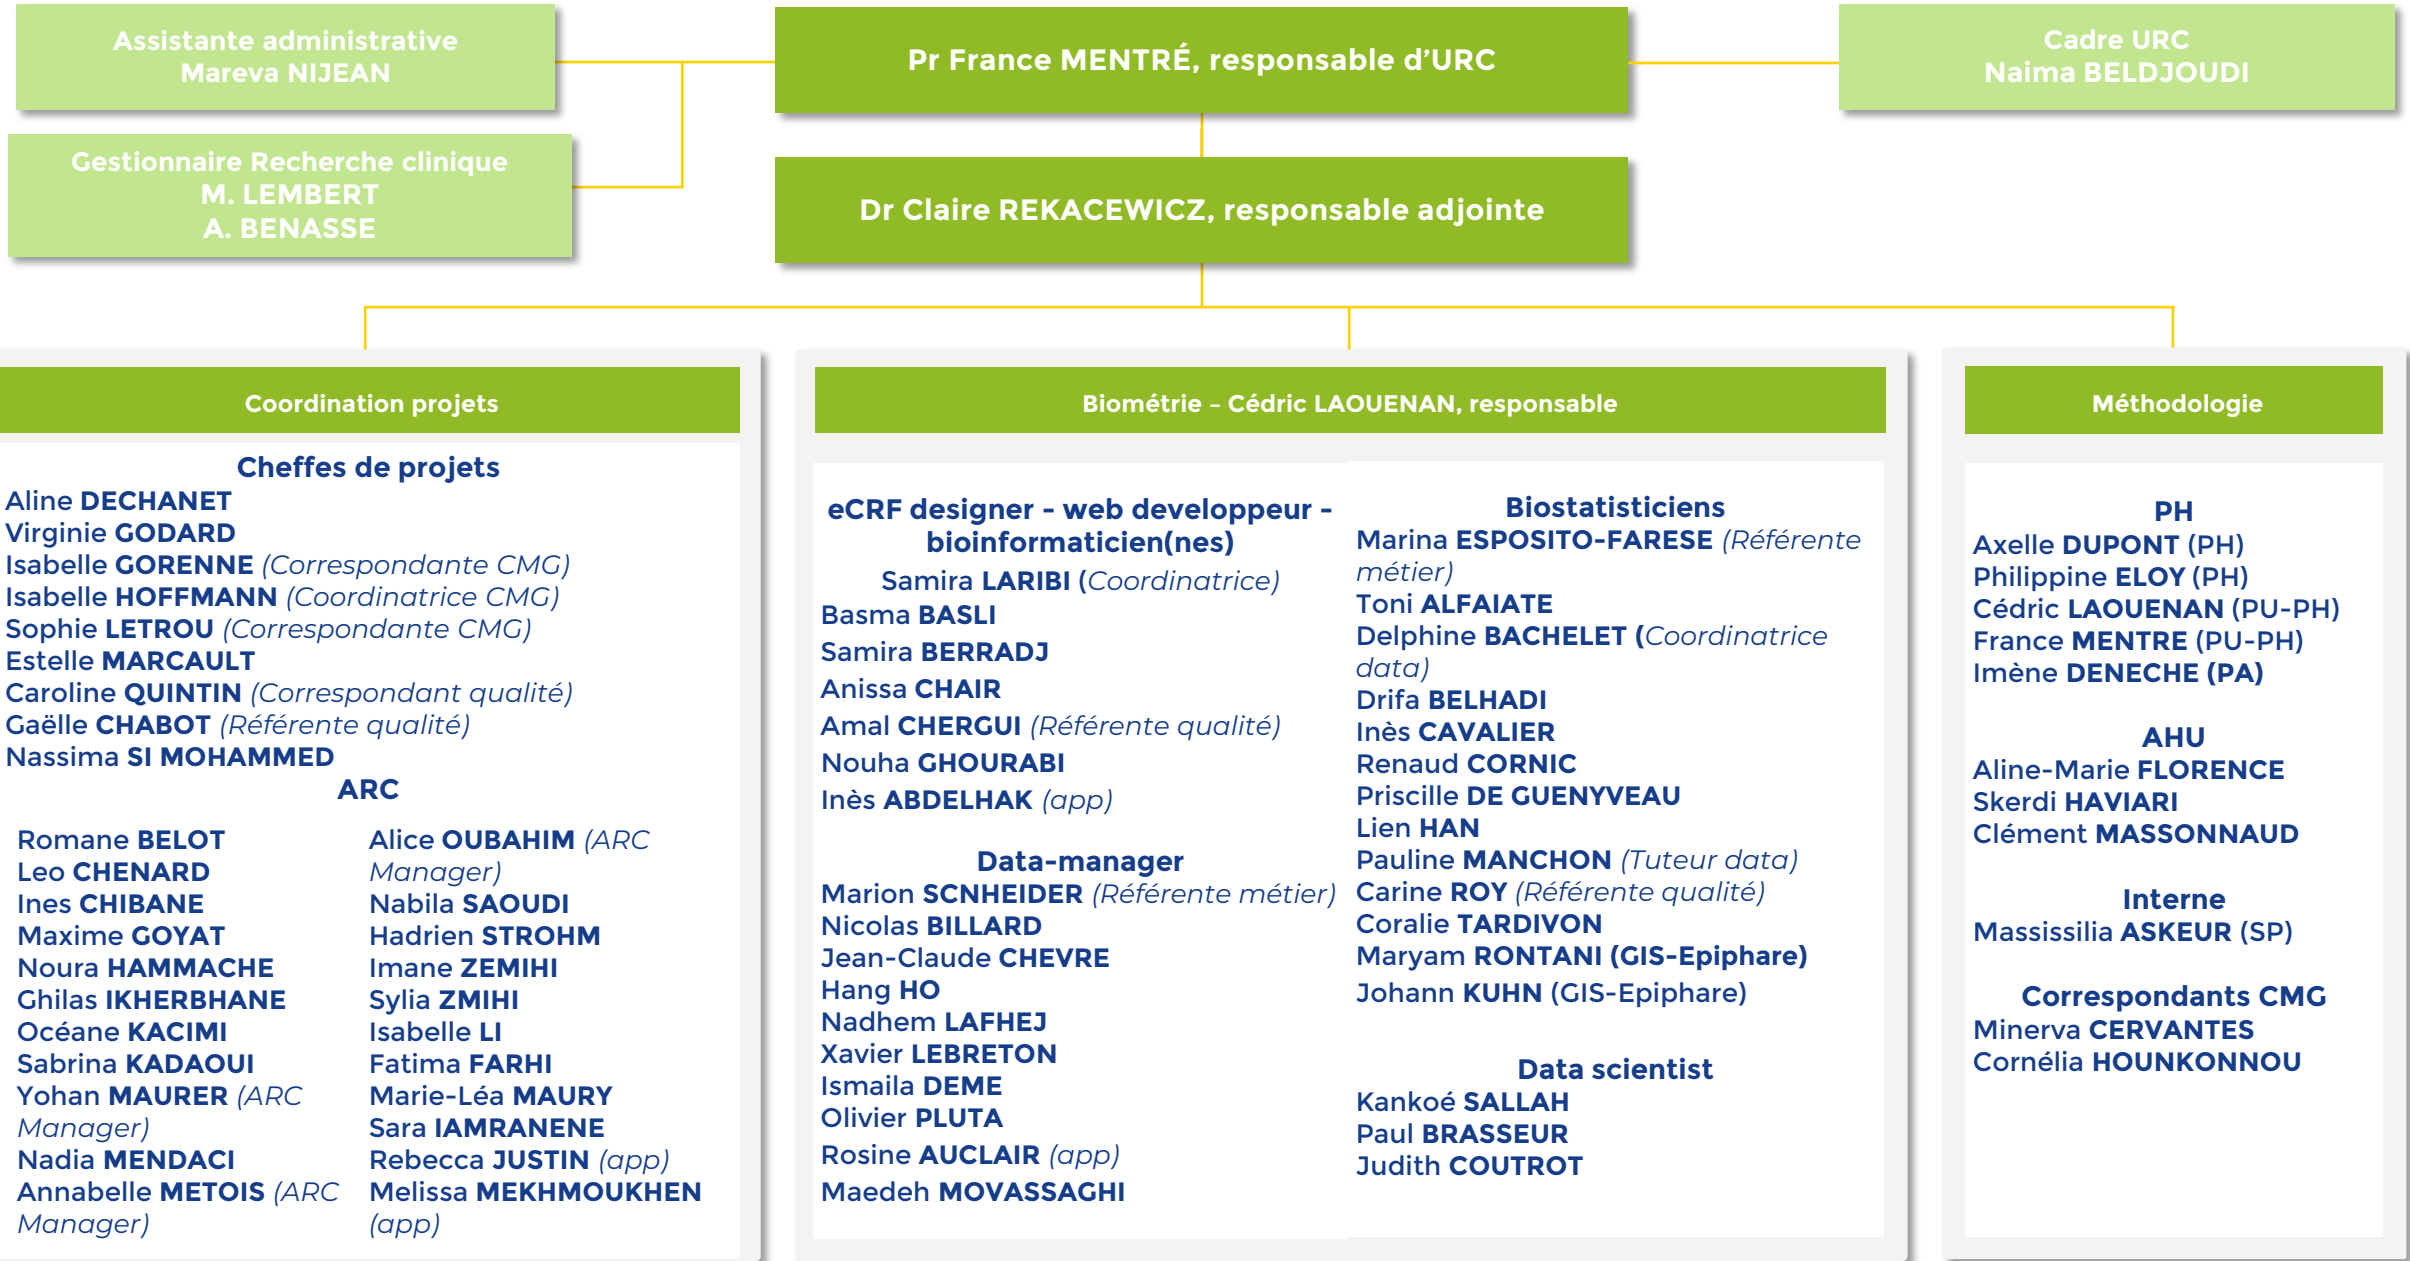 Assistante administrative
Mareva NIJEAN
Pr France MENTRÉ, responsable d'URC
Cadre URC
Naima BELDJOUDI
Gestionnaire Recherche clinique
M. LEMBERT
A. BENASSE
Dr Claire REKACEWICZ, responsable adjointe
Coordination projets
Cheffes de projets
Aline DECHANET
Virginie GODARD
Isabelle GORENNE (Correspondante CMG)
Isabelle HOFFMANN (Coordinatrice CMG)
Sophie LETROU (Correspondante CMG)
Estelle MARCAULT
Caroline QUINTIN (Correspondant qualité)
Gaëlle CHABOT (Référente qualité)
Nassima SI MOHAMMED
ARC
Romane BELOT
Leo CHENARD
Ines CHIBANE
Maxime GOYAT
Noura HAMMACHE
Ghilas IKHERBHANE
Océane KACIMI
Sabrina KADAOUI
Yohan MAURER (ARC
Manager)
Nadia MENDACI
Annabelle METOIS (ARC
Manager)
Alice OUBAHIM (ARC
Manager)
Nabila SAOUDI
Hadrien STROHM
Imane ZEMIHI
Sylia ZMIHI
Isabelle LI
Fatima FARHI
Marie-Léa MAURY
Sara IAMRANENE
Rebecca JUSTIN (app)
Melissa MEKHMOUKHEN
(app)
Biométrie – Cédric LAOUENAN, responsable
eCRF designer - web developpeur -
bioinformaticien(nes)
Samira LARIBI (Coordinatrice)
Basma BASLI
Samira BERRADJ
Anissa CHAIR
Amal CHERGUI (Référente qualité)
Nouha GHOURABI
Inès ABDELHAK (app)
Data-manager
Marion SCNHEIDER (Référente métier)
Nicolas BILLARD
Jean-Claude CHEVRE
Hang HO
Nadhem LAFHEJ
Xavier LEBRETON
Ismaila DEME
Olivier PLUTA
Rosine AUCLAIR (app)
Maedeh MOVASSAGHI
Biostatisticiens
Marina ESPOSITO-FARESE (Référente
métier)
Toni ALFAIATE
Delphine BACHELET (Coordinatrice
data)
Drifa BELHADI
Inès CAVALIER
Renaud CORNIC
Priscille DE GUENYVEAU
Lien HAN
Pauline MANCHON (Tuteur data)
Carine ROY (Référente qualité)
Coralie TARDIVON
Maryam RONTANI (GIS-Epiphare)
Johann KUHN (GIS-Epiphare)
Data scientist
Kankoé SALLAH
Paul BRASSEUR
Judith COUTROT
Méthodologie
PH
Axelle DUPONT (PH)
Philippine ELOY (PH)
Cédric LAOUENAN (PU-PH)
France MENTRE (PU-PH)
Imène DENECHE (PA)
AHU
Aline-Marie FLORENCE
Skerdi HAVIARI
Clément MASSONNAUD
Interne
Massissilia ASKEUR (SP)
Correspondants CMG
Minerva CERVANTES
Cornélia HOUNKONNOU